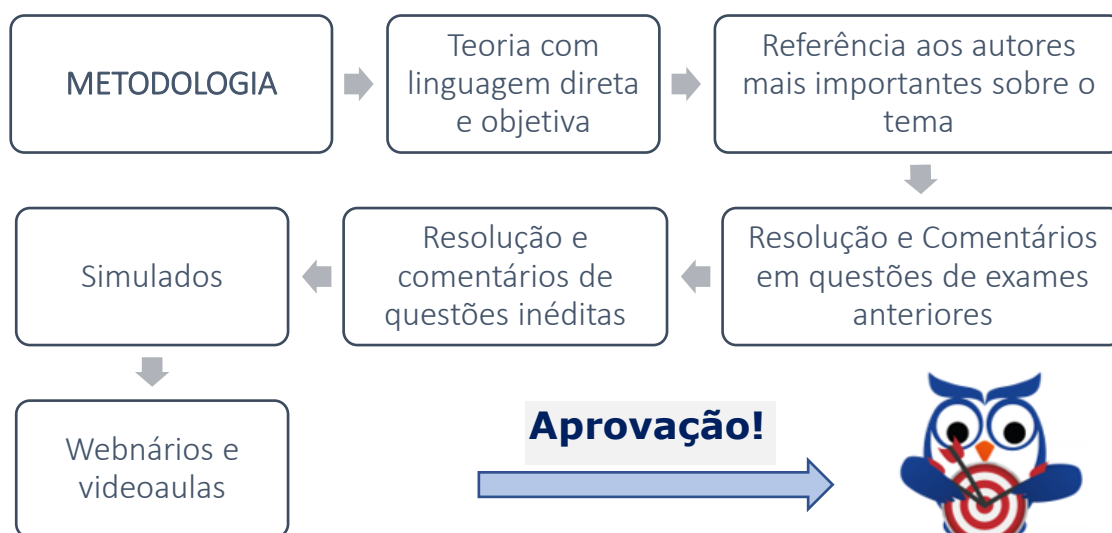 METODOLOGIA
Teoria com
linguagem direta
e objetiva
Referência aos autores
mais importantes sobre o
tema
Resolução e Comentários
em questões de exames
anteriores
Resolução e
comentários de
questões inéditas
Simulados
Webnários e
videoaulas
Aprovação!